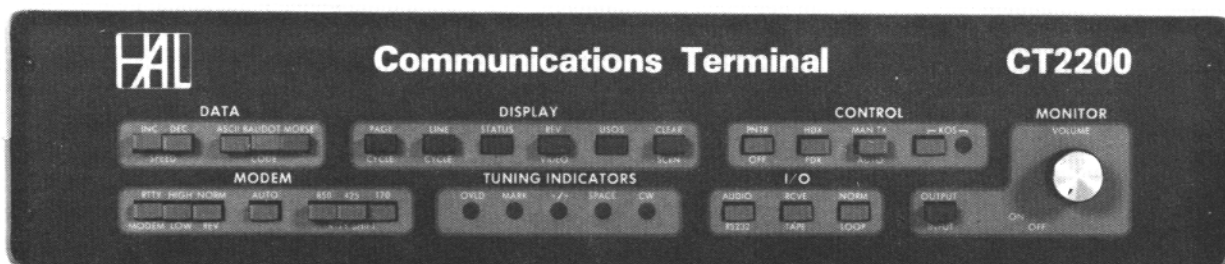 HAL Communications Terminal CT2200
DATA DISPLAY CONTROL MONITOR
INC DEC ASCII BAUDOT MORSE PAGE LINE STATUS REV USOS CLEAR PNTR HDX MAN TX KOS VOLUME
SPEED CODE CYCLE CYCLE VIDEO SCRN OFF FDX AUTO
MODEM TUNING INDICATORS I/O
RTTY HIGH NORM AUTO 850 425 170 OVLD MARK SPACE CW AUDIO RCVE NORM OUTPUT
MODEM LOW REV SHIFT RS232 TAPE LOOP INPUT
ON
OFF